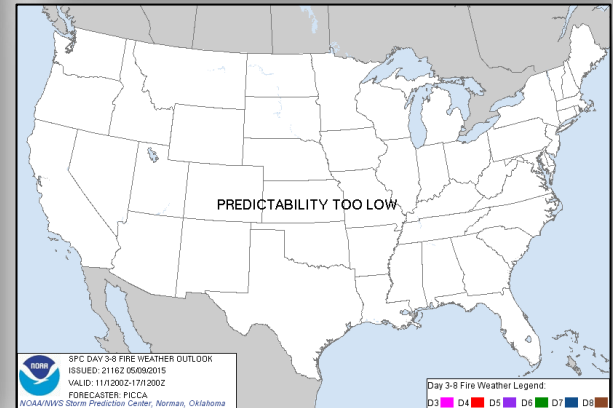 PREDICTABILITY TOO LOW
NOAA
SPC DAY 3-8 FIRE WEATHER OUTLOOK
ISSUED: 2116Z 05/09/2015
VALID: 11/1200Z-17/1200Z
FORECASTER: PICCA
NOAA/NWS Storm Prediction Center, Norman, Oklahoma
Day 3-8 Fire Weather Legend:
D3 D4 D5 D6 D7 D8